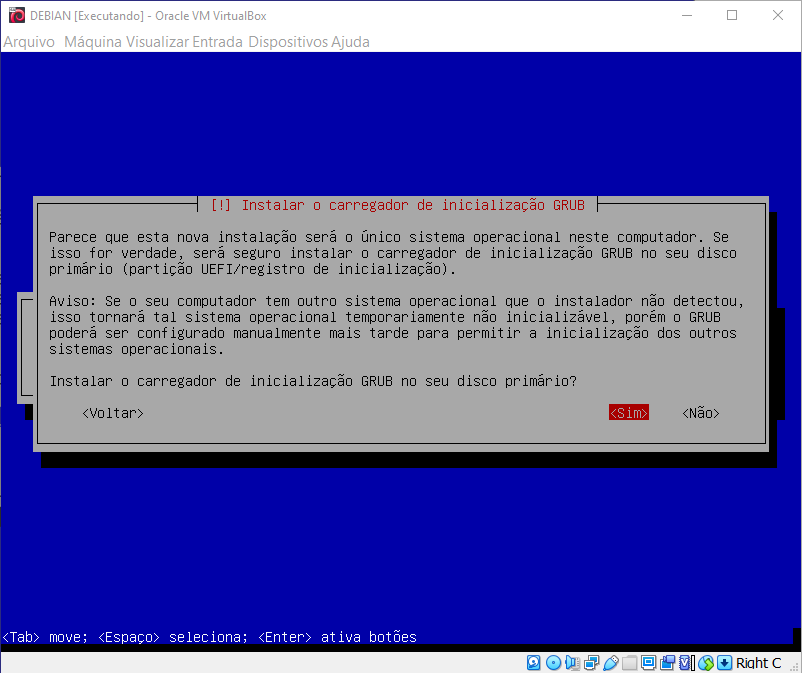 DEBIAN [Executando] - Oracle VM VirtualBox
Arquivo Máquina Visualizar Entrada Dispositivos Ajuda
[!] Instalar o carregador de inicialização GRUB
Parece que esta nova instalação será o único sistema operacional neste computador. Se
isso for verdade, será seguro instalar o carregador de inicialização GRUB no seu disco
primário (partição UEFI/registro de inicialização).
Aviso: Se o seu computador tem outro sistema operacional que o instalador não detectou,
isso tornará tal sistema operacional temporariamente não inicializável, porém o GRUB
poderá ser configurado manualmente mais tarde para permitir a inicialização dos outros
sistemas operacionais.
Instalar o carregador de inicialização GRUB no seu disco primário?
<Voltar> <Sim> <Não>
<Tab> move; <Espaço> seleciona; <Enter> ativa botões
Right C